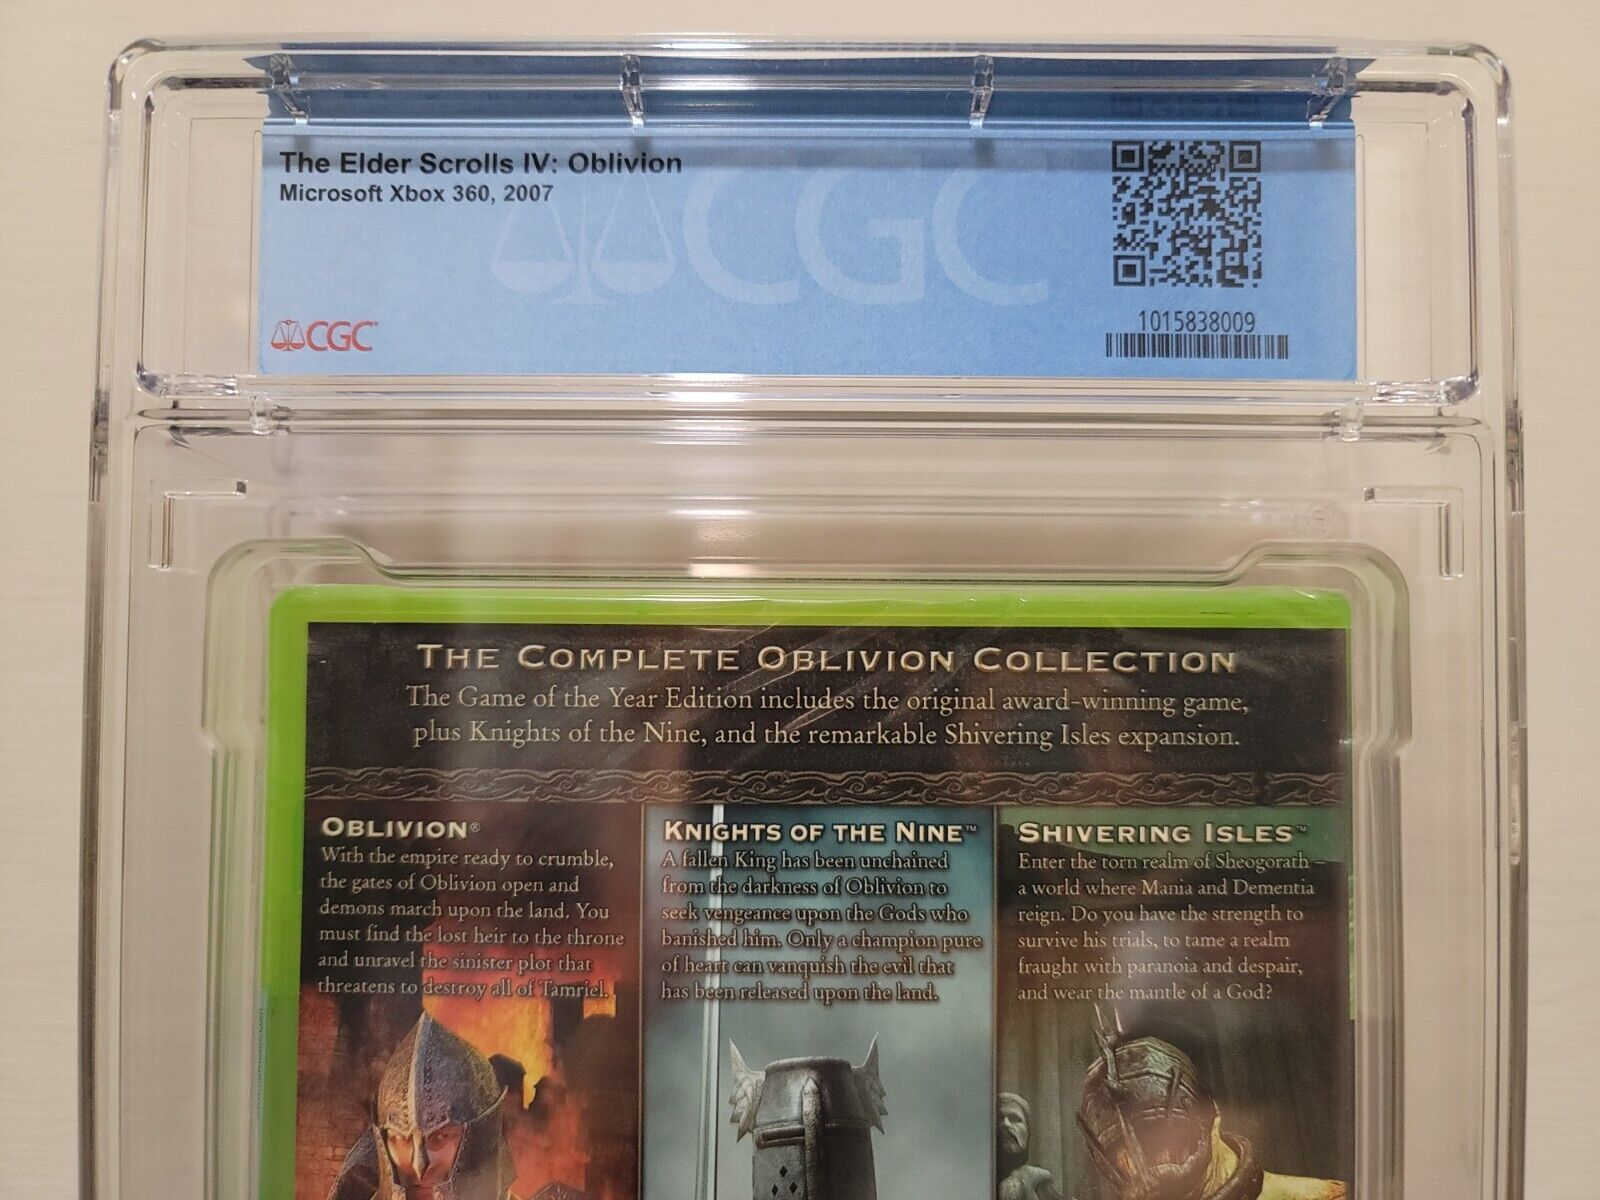 The Elder Scrolls IV: Oblivion
Microsoft Xbox 360, 2007
CGC
CGC
1015838009
THE COMPLETE OBLIVION COLLECTION
The Game of the Year Edition includes the original award-winning game,
plus Knights of the Nine, and the remarkable Shivering Isles expansion.
OBLIVION®
With the empire ready to crumble,
the gates of Oblivion open and
demons march upon the land. You
must find the lost heir to the throne
and unravel the sinister plot that
threatens to destroy all of Tamriel.
KNIGHTS OF THE NINE™
A fallen King has been unchained
from the darkness of Oblivion to
seek vengeance upon the Gods who
banished him. Only a champion pure
of heart can vanquish the evil that
has been released upon the land.
SHIVERING ISLES™
Enter the torn realm of Sheogorath –
a world where Mania and Dementia
reign. Do you have the strength to
survive his trials, to tame a realm
fraught with paranoia and despair,
and wear the mantle of a God?